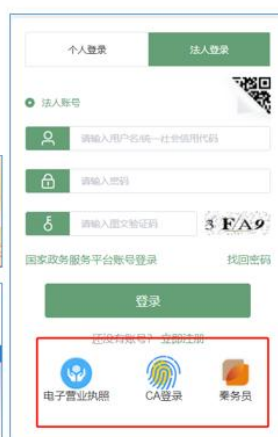 个人登录
法人登录
法人账号
请输入用户名/统一社会信用代码
请输入密码
请输入图文验证码
3 FA9
国家政务服务平台账号登录
找回密码
登录
还没有账号? 立即注册
电子营业执照
CA登录
秦务员